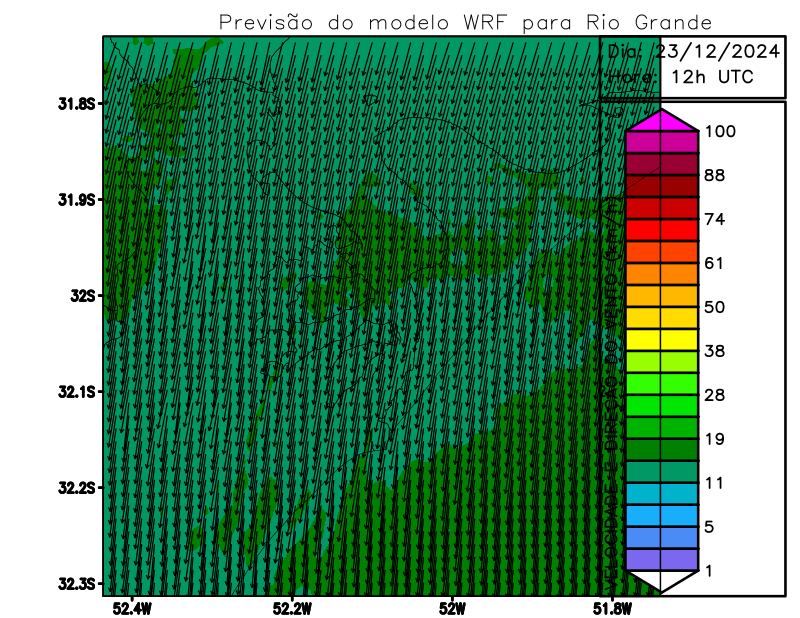 Previsão do modelo WRF para Rio Grande
Dia: 23/12/2024
Hora: 12h UTC
31.8S
31.9S
32S
32.1S
32.2S
32.3S
52.4W
52.2W
52W
51.8W
VELOCIDADE E DIREÇÃO DO VENTO (km/h)
100
88
74
61
50
38
28
19
11
5
1